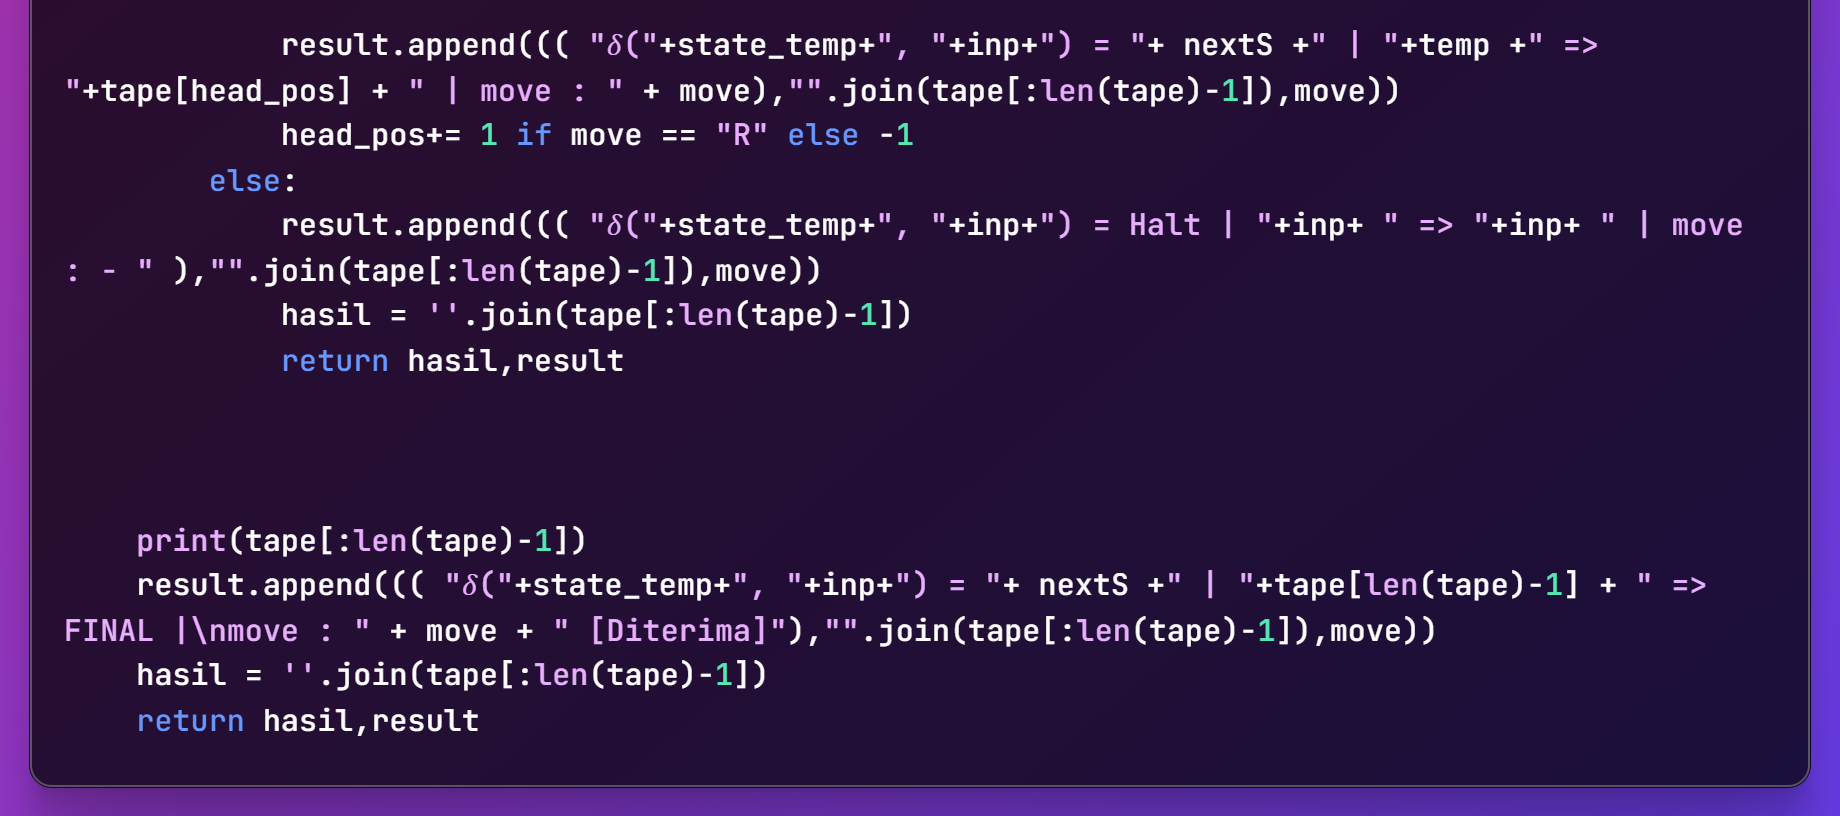 result.append((( "δ("+state_temp+", "+inp+") = "+ nextS +" | "+temp +" =>
"+tape[head_pos] + " | move : " + move),"".join(tape[:len(tape)-1]),move))
            head_pos+= 1 if move == "R" else -1
        else:
            result.append((( "δ("+state_temp+", "+inp+") = Halt | "+inp+ " => "+inp+ " | move
: - " ),"".join(tape[:len(tape)-1]),move))
            hasil = ''.join(tape[:len(tape)-1])
            return hasil,result
    print(tape[:len(tape)-1])
    result.append((( "δ("+state_temp+", "+inp+") = "+ nextS +" | "+tape[len(tape)-1] + " =>
FINAL |\nmove : " + move + " [Diterima]"),"".join(tape[:len(tape)-1]),move))
    hasil = ''.join(tape[:len(tape)-1])
    return hasil,result